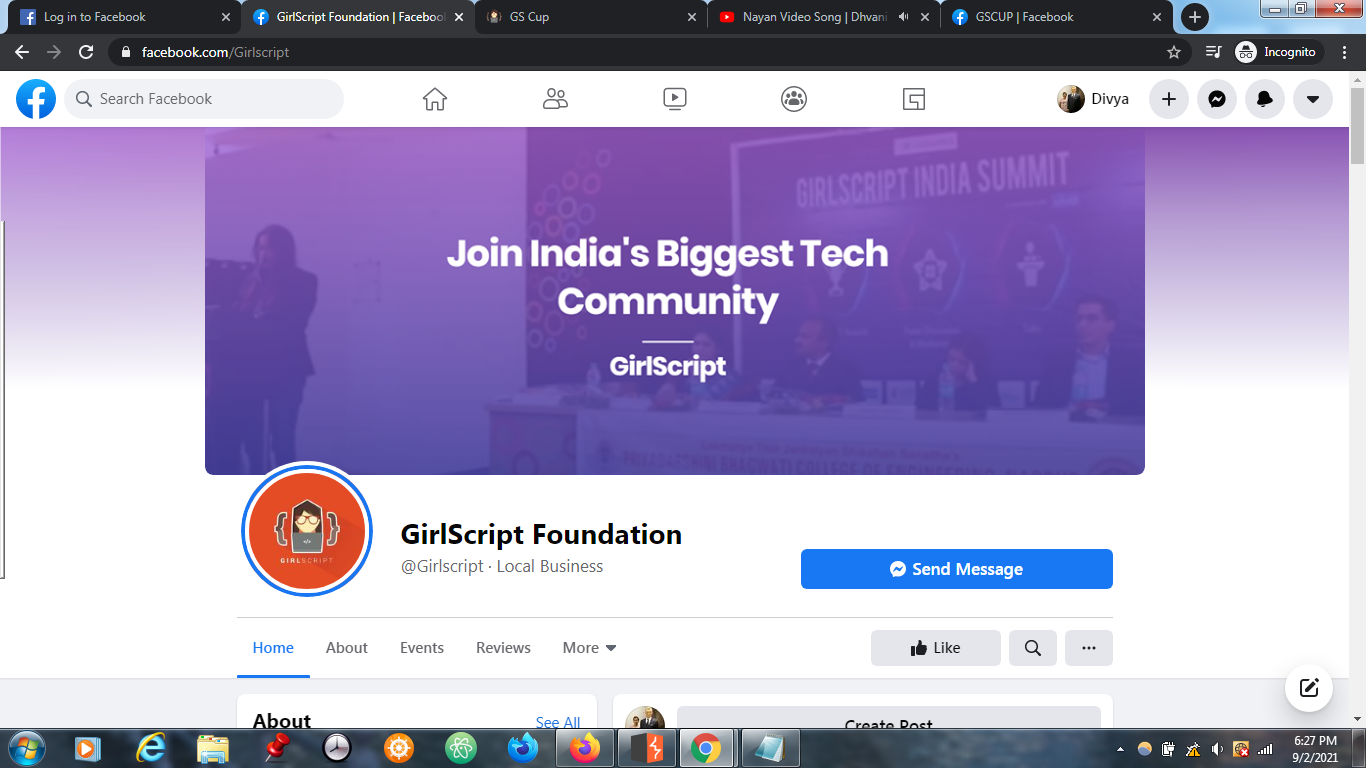 Log in to Facebook
GirlScript Foundation | Faceboo
GS Cup
Nayan Video Song | Dhvani
GSCUP | Facebook
facebook.com/Girlscript
Incognito
Search Facebook
Divya
GIRLSCRIPT INDIA SUMMIT
Join India's Biggest Tech
Community
GirlScript
GIRLSCRIPT
GirlScript Foundation
@Girlscript · Local Business
Send Message
Home
About
Events
Reviews
More
Like
About
See All
Create Post
6:27 PM
9/2/2021